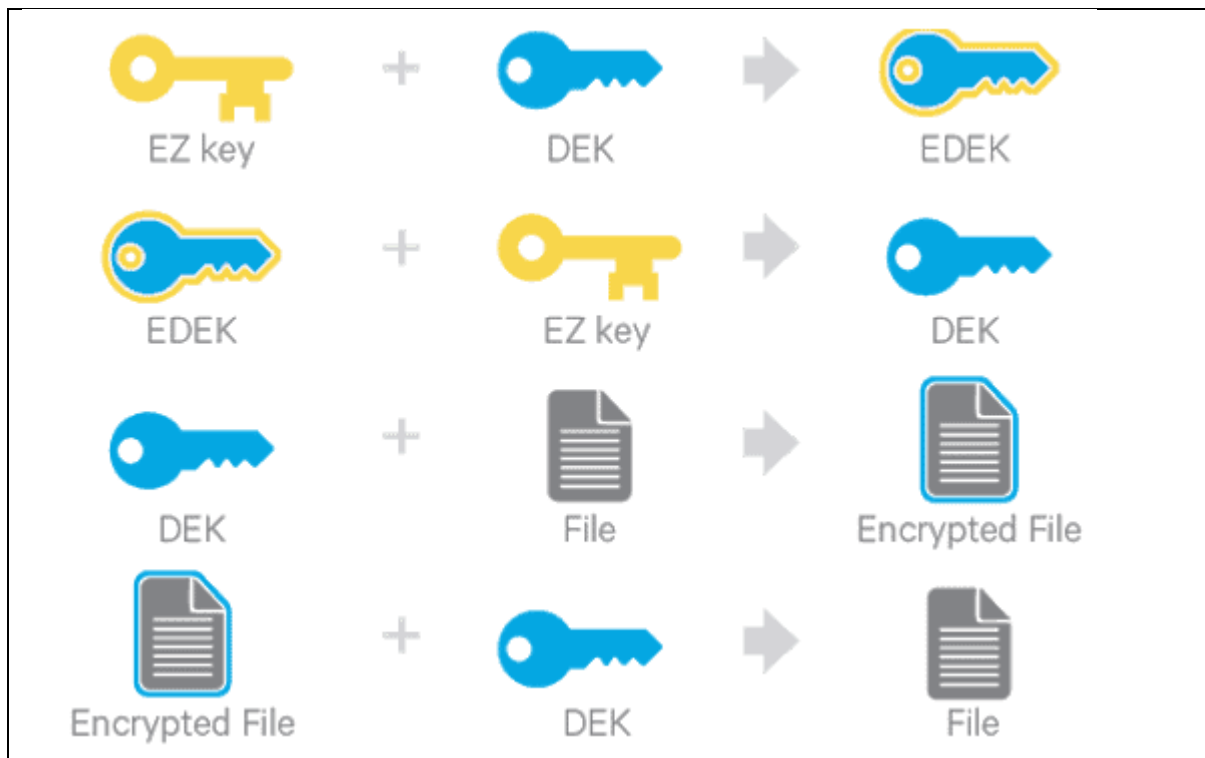 EZ key + DEK EDEK
EDEK + EZ key DEK
DEK + File Encrypted File
Encrypted File + DEK File